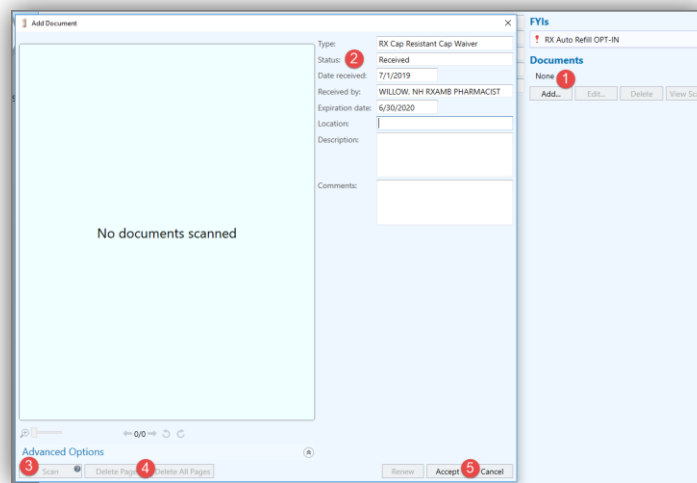 Add Document
Type: RX Cap Resistant Cap Waiver
Status: 2 Received
Date received: 7/1/2019
Received by: WILLOW, NH RXAMB PHARMACIST
Expiration date: 6/30/2020
Location:
Description:
Comments:
No documents scanned
0/0
Advanced Options
3 Scan 4 Delete Page Delete All Pages Renew Accept 5 Cancel
FYIs
! RX Auto Refill OPT-IN
Documents
None 1
Add... Edit... Delete View Sc